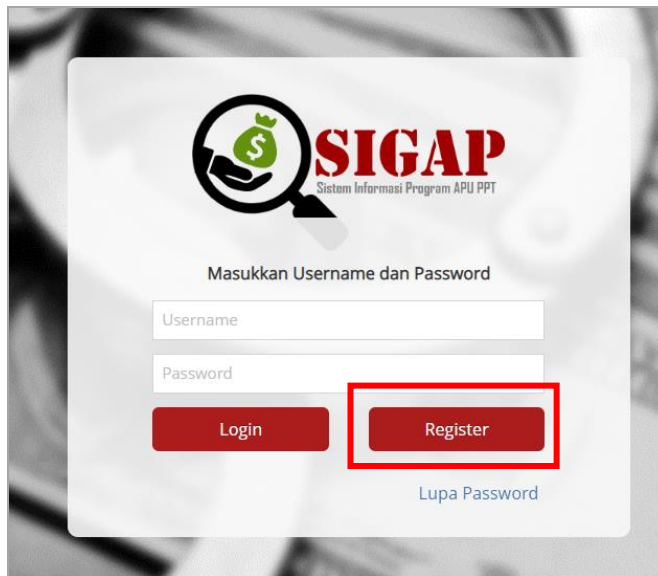 $
SIGAP
Sistem Informasi Program APU PPT
Masukkan Username dan Password
Username
Password
Login Register
Lupa Password